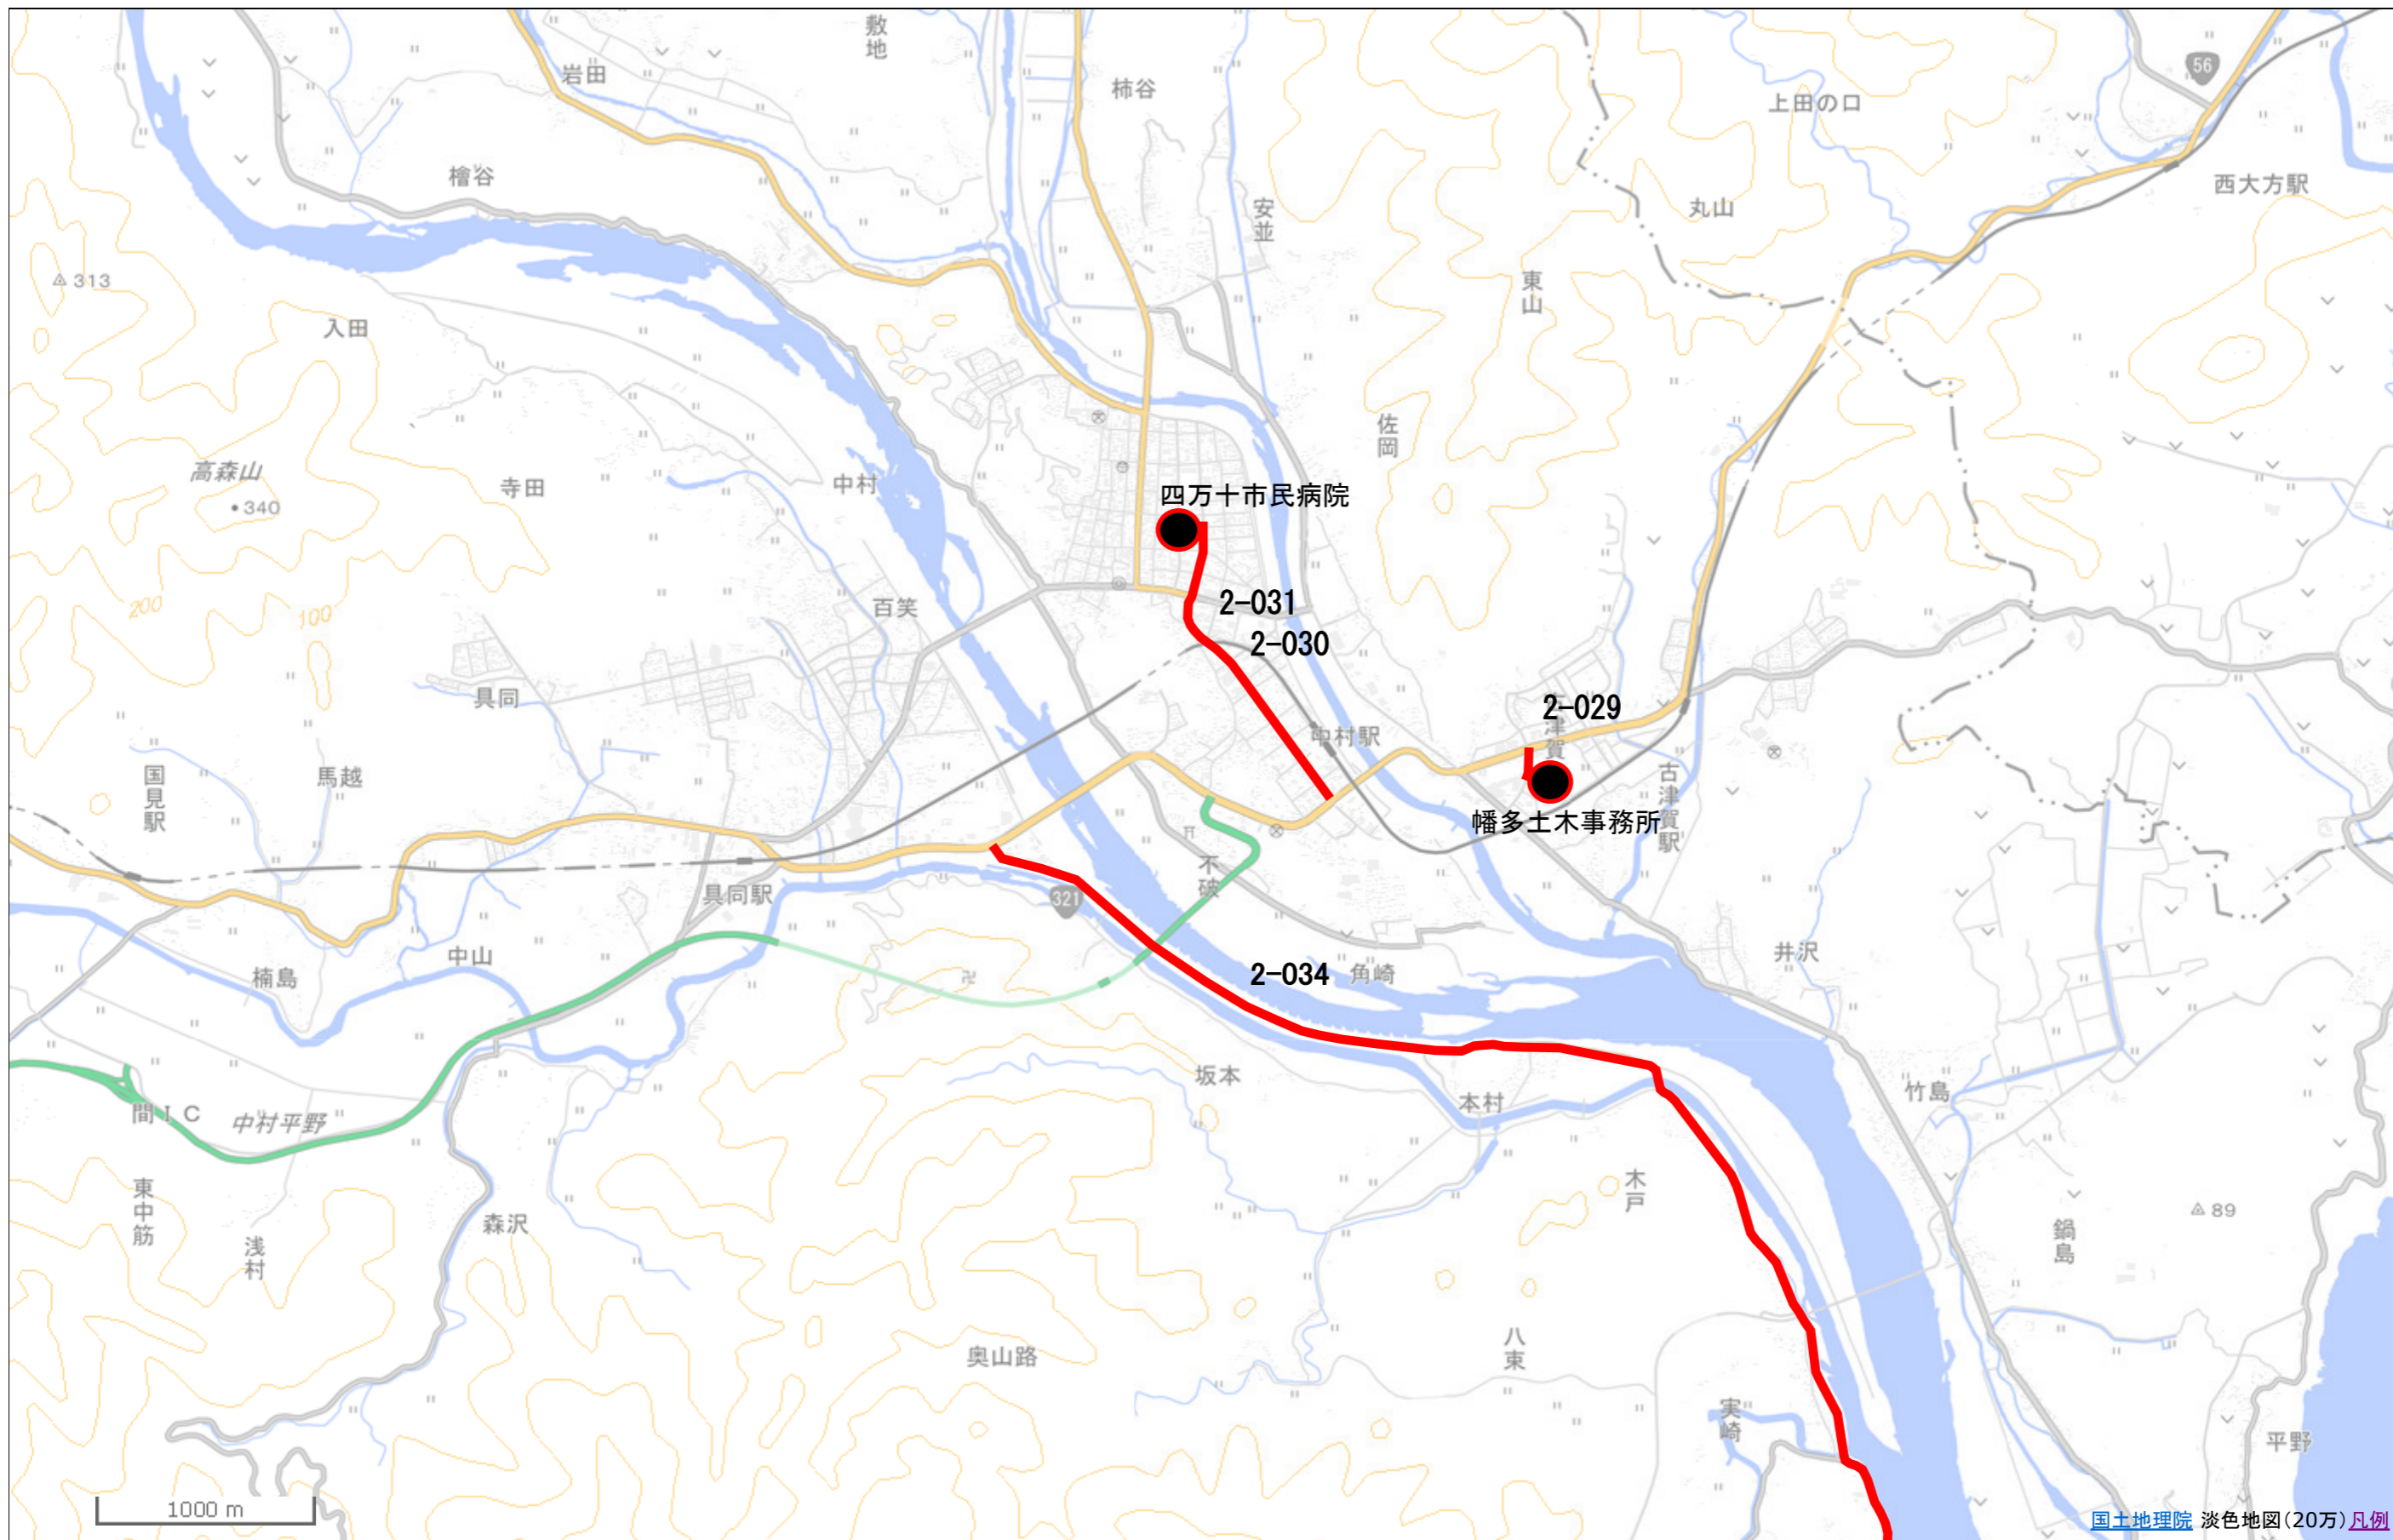 敷地
岩田
柿谷
56
上田の口
檜谷
西大方駅
安並
丸山
313
東山
入田
佐岡
高森山
340
寺田
中村
四万十市民病院
200
100
百笑
2-031
2-030
具同
2-029
中村駅
津賀
国見駅
馬越
古津賀駅
幡多土木事務所
不破
具同駅
321
中山
楠島
2-034
角崎
井沢
坂本
竹島
本村
間IC
中村平野
東中筋
木戸
89
森沢
浅村
鍋島
八束
奥山路
実崎
平野
1000 m
国土地理院 淡色地図(20万)凡例